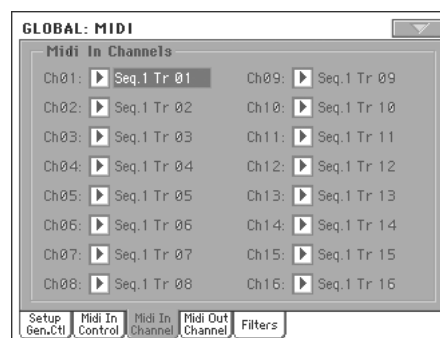 GLOBAL: MIDI
Midi In Channels
Ch01: Seq.1 Tr 01
Ch02: Seq.1 Tr 02
Ch03: Seq.1 Tr 03
Ch04: Seq.1 Tr 04
Ch05: Seq.1 Tr 05
Ch06: Seq.1 Tr 06
Ch07: Seq.1 Tr 07
Ch08: Seq.1 Tr 08
Ch09: Seq.1 Tr 09
Ch10: Seq.1 Tr 10
Ch11: Seq.1 Tr 11
Ch12: Seq.1 Tr 12
Ch13: Seq.1 Tr 13
Ch14: Seq.1 Tr 14
Ch15: Seq.1 Tr 15
Ch16: Seq.1 Tr 16
Setup
Gen.Ctl
Midi In
Control
Midi In
Channel
Midi Out
Channel
Filters